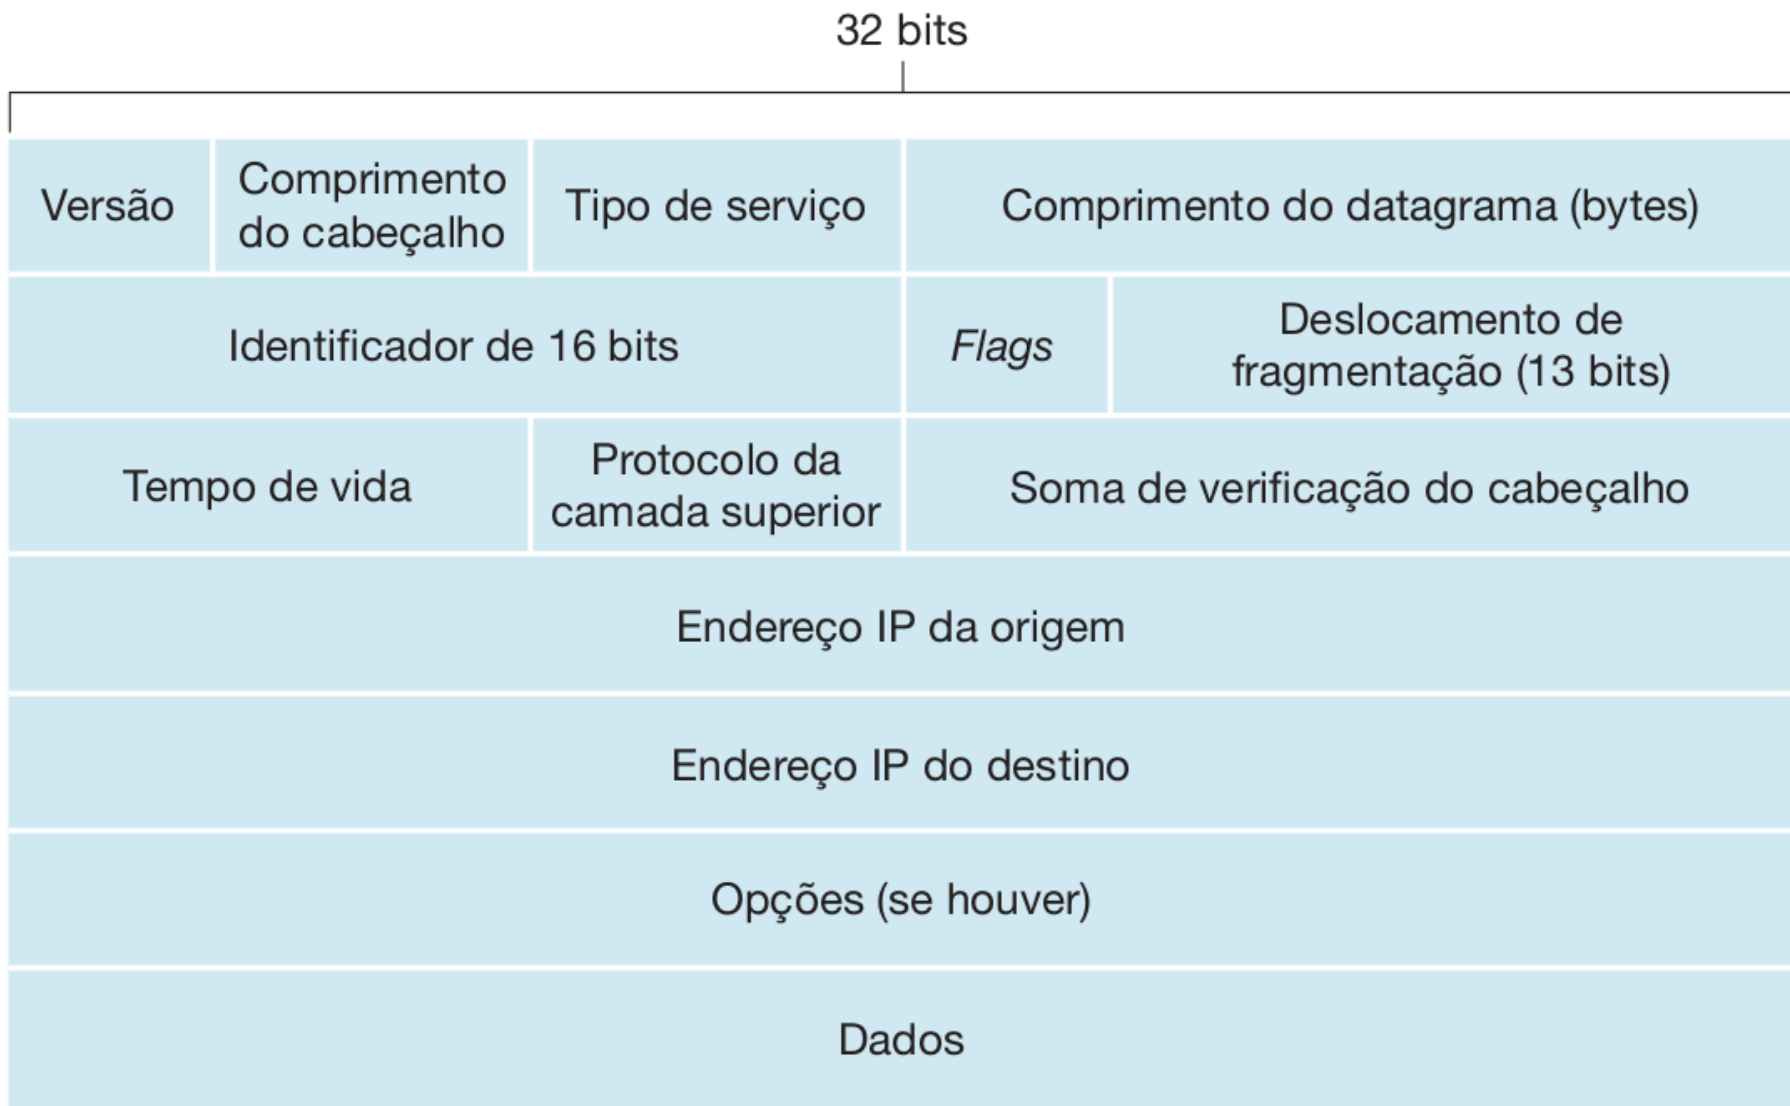 32 bits
Versão
Comprimento
do cabeçalho
Tipo de serviço
Comprimento do datagrama (bytes)
Identificador de 16 bits
Flags
Deslocamento de
fragmentação (13 bits)
Tempo de vida
Protocolo da
camada superior
Soma de verificação do cabeçalho
Endereço IP da origem
Endereço IP do destino
Opções (se houver)
Dados